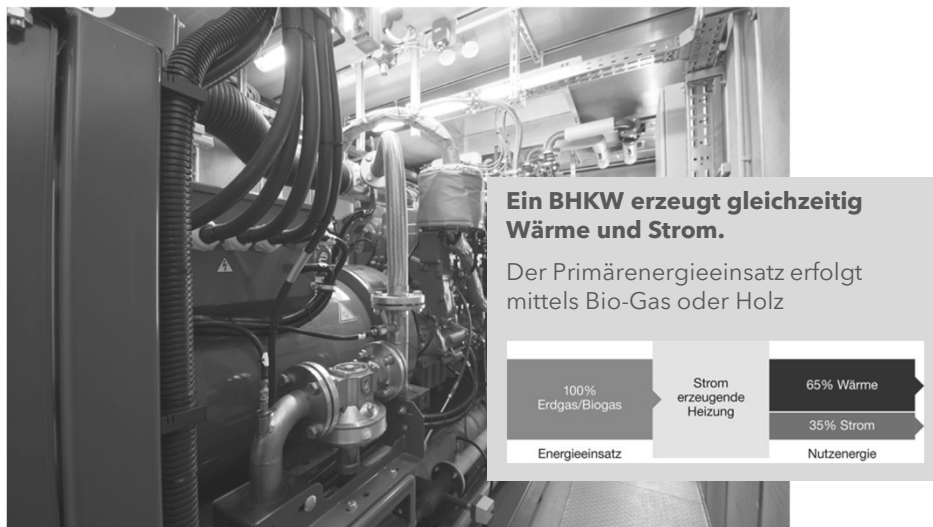 Ein BHKW erzeugt gleichzeitig
Wärme und Strom.
Der Primärenergieeinsatz erfolgt
mittels Bio-Gas oder Holz
100%
Erdgas/Biogas
Strom
erzeugende
Heizung
65% Wärme
35% Strom
Energieeinsatz
Nutzenergie